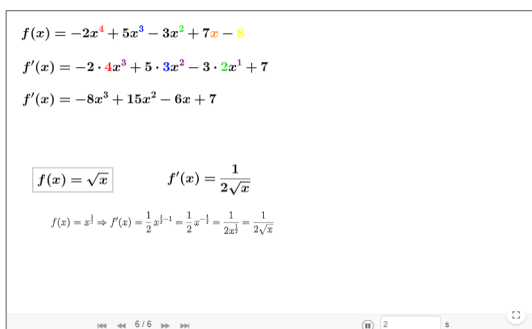 f(x) = −2x⁴ + 5x³ − 3x² + 7x − 8
f′(x) = −2 · 4x³ + 5 · 3x² − 3 · 2x¹ + 7
f′(x) = −8x³ + 15x² − 6x + 7
f(x) = √x f′(x) = 1/(2√x)
f(x) = x^(1/2) ⇒ f′(x) = 1/2 x^(1/2−1) = 1/2 x^(−1/2) = 1/(2x^(1/2)) = 1/(2√x)
6 / 6 2 s